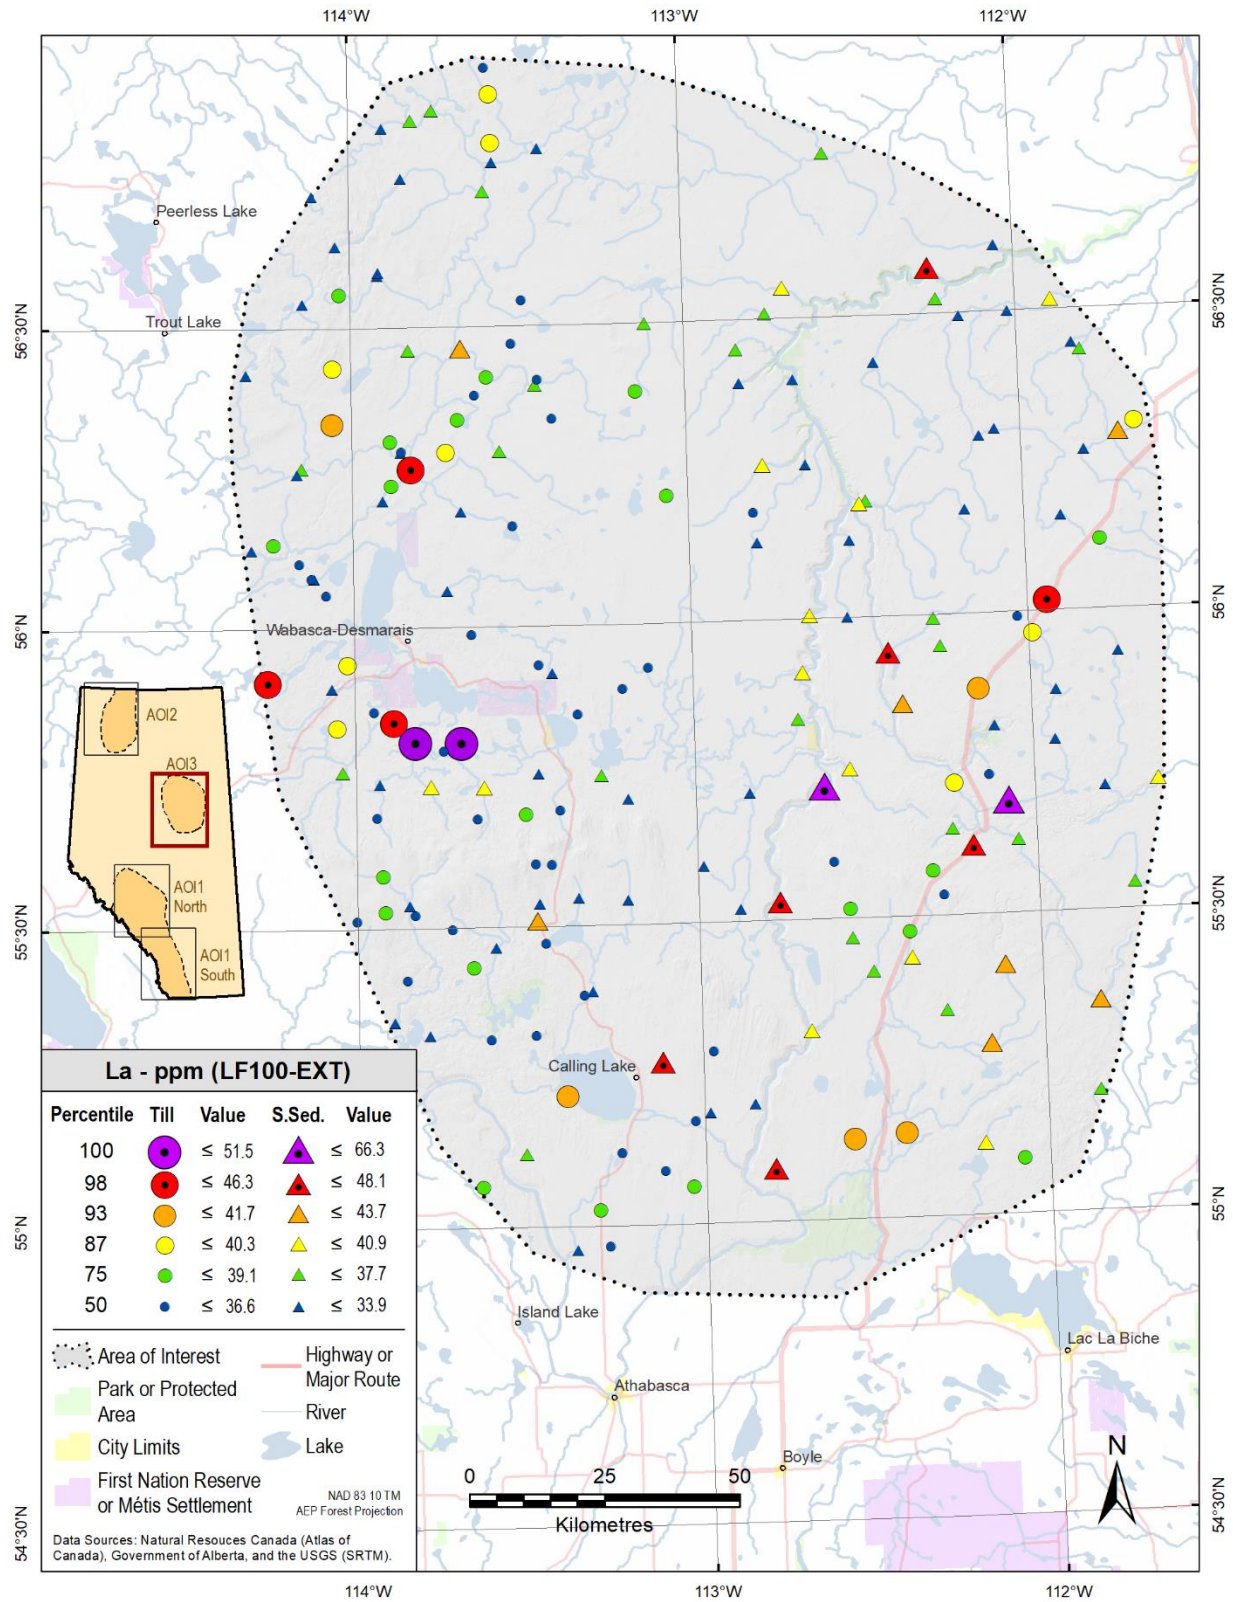 114°W 113°W 112°W
Peerless Lake
56°30'N 56°30'N
Trout Lake
56°N 56°N
Wabasca-Desmarais
AOI2
AOI3
AOI1
North
AOI1
South
55°30'N 55°30'N
La - ppm (LF100-EXT)
Percentile Till Value S.Sed. Value
100 ≤ 51.5 ≤ 66.3
98 ≤ 46.3 ≤ 48.1
93 ≤ 41.7 ≤ 43.7
87 ≤ 40.3 ≤ 40.9
75 ≤ 39.1 ≤ 37.7
50 ≤ 36.6 ≤ 33.9
Calling Lake
55°N 55°N
Area of Interest
Highway or
Major Route
Park or Protected
Area
River
City Limits
Lake
First Nation Reserve
or Métis Settlement
NAD 83 10 TM
AEP Forest Projection
Data Sources: Natural Resouces Canada (Atlas of
Canada), Government of Alberta, and the USGS (SRTM).
Island Lake
Lac La Biche
Athabasca
Boyle
N
0 25 50
Kilometres
54°30'N 54°30'N
114°W 113°W 112°W